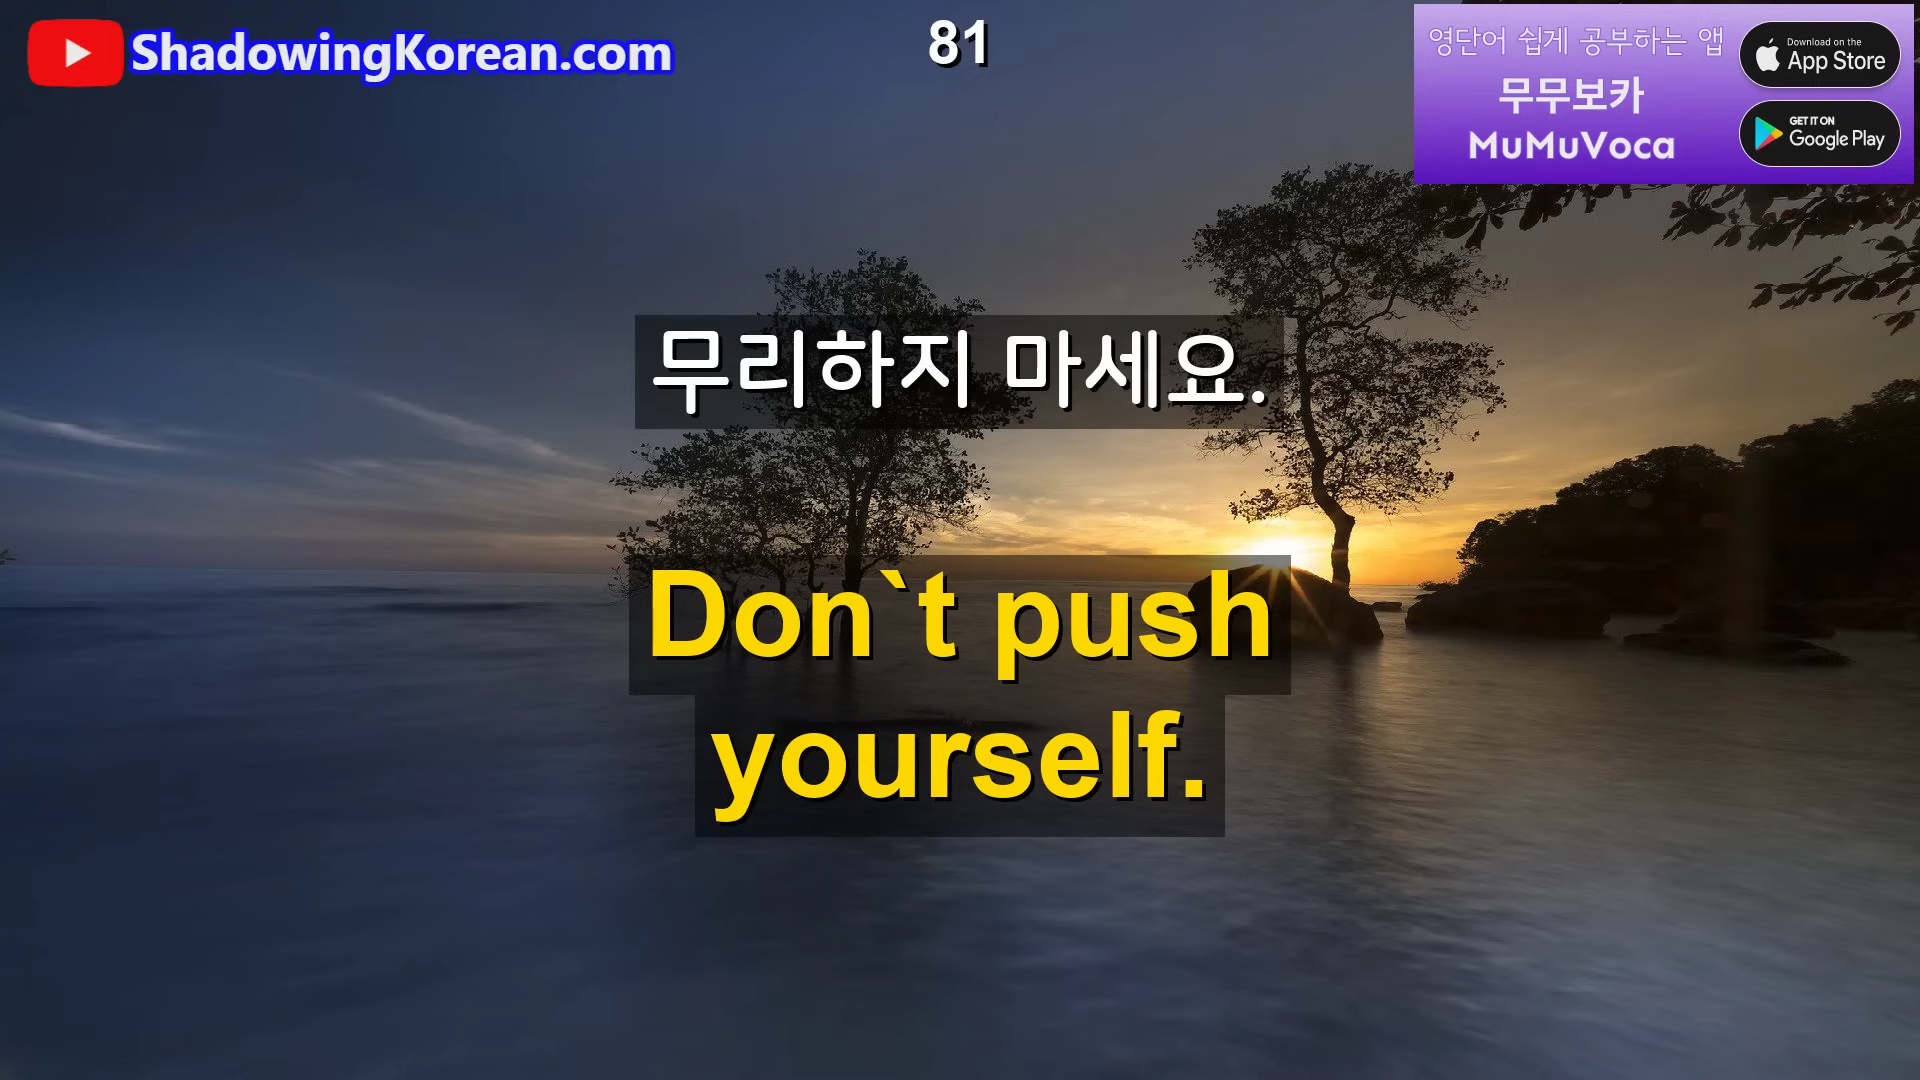 ShadowingKorean.com
81
영단어 쉽게 공부하는 앱
무무보카
MuMuVoca
Download on the
App Store
GET IT ON
Google Play
무리하지 마세요.
Don`t push
yourself.